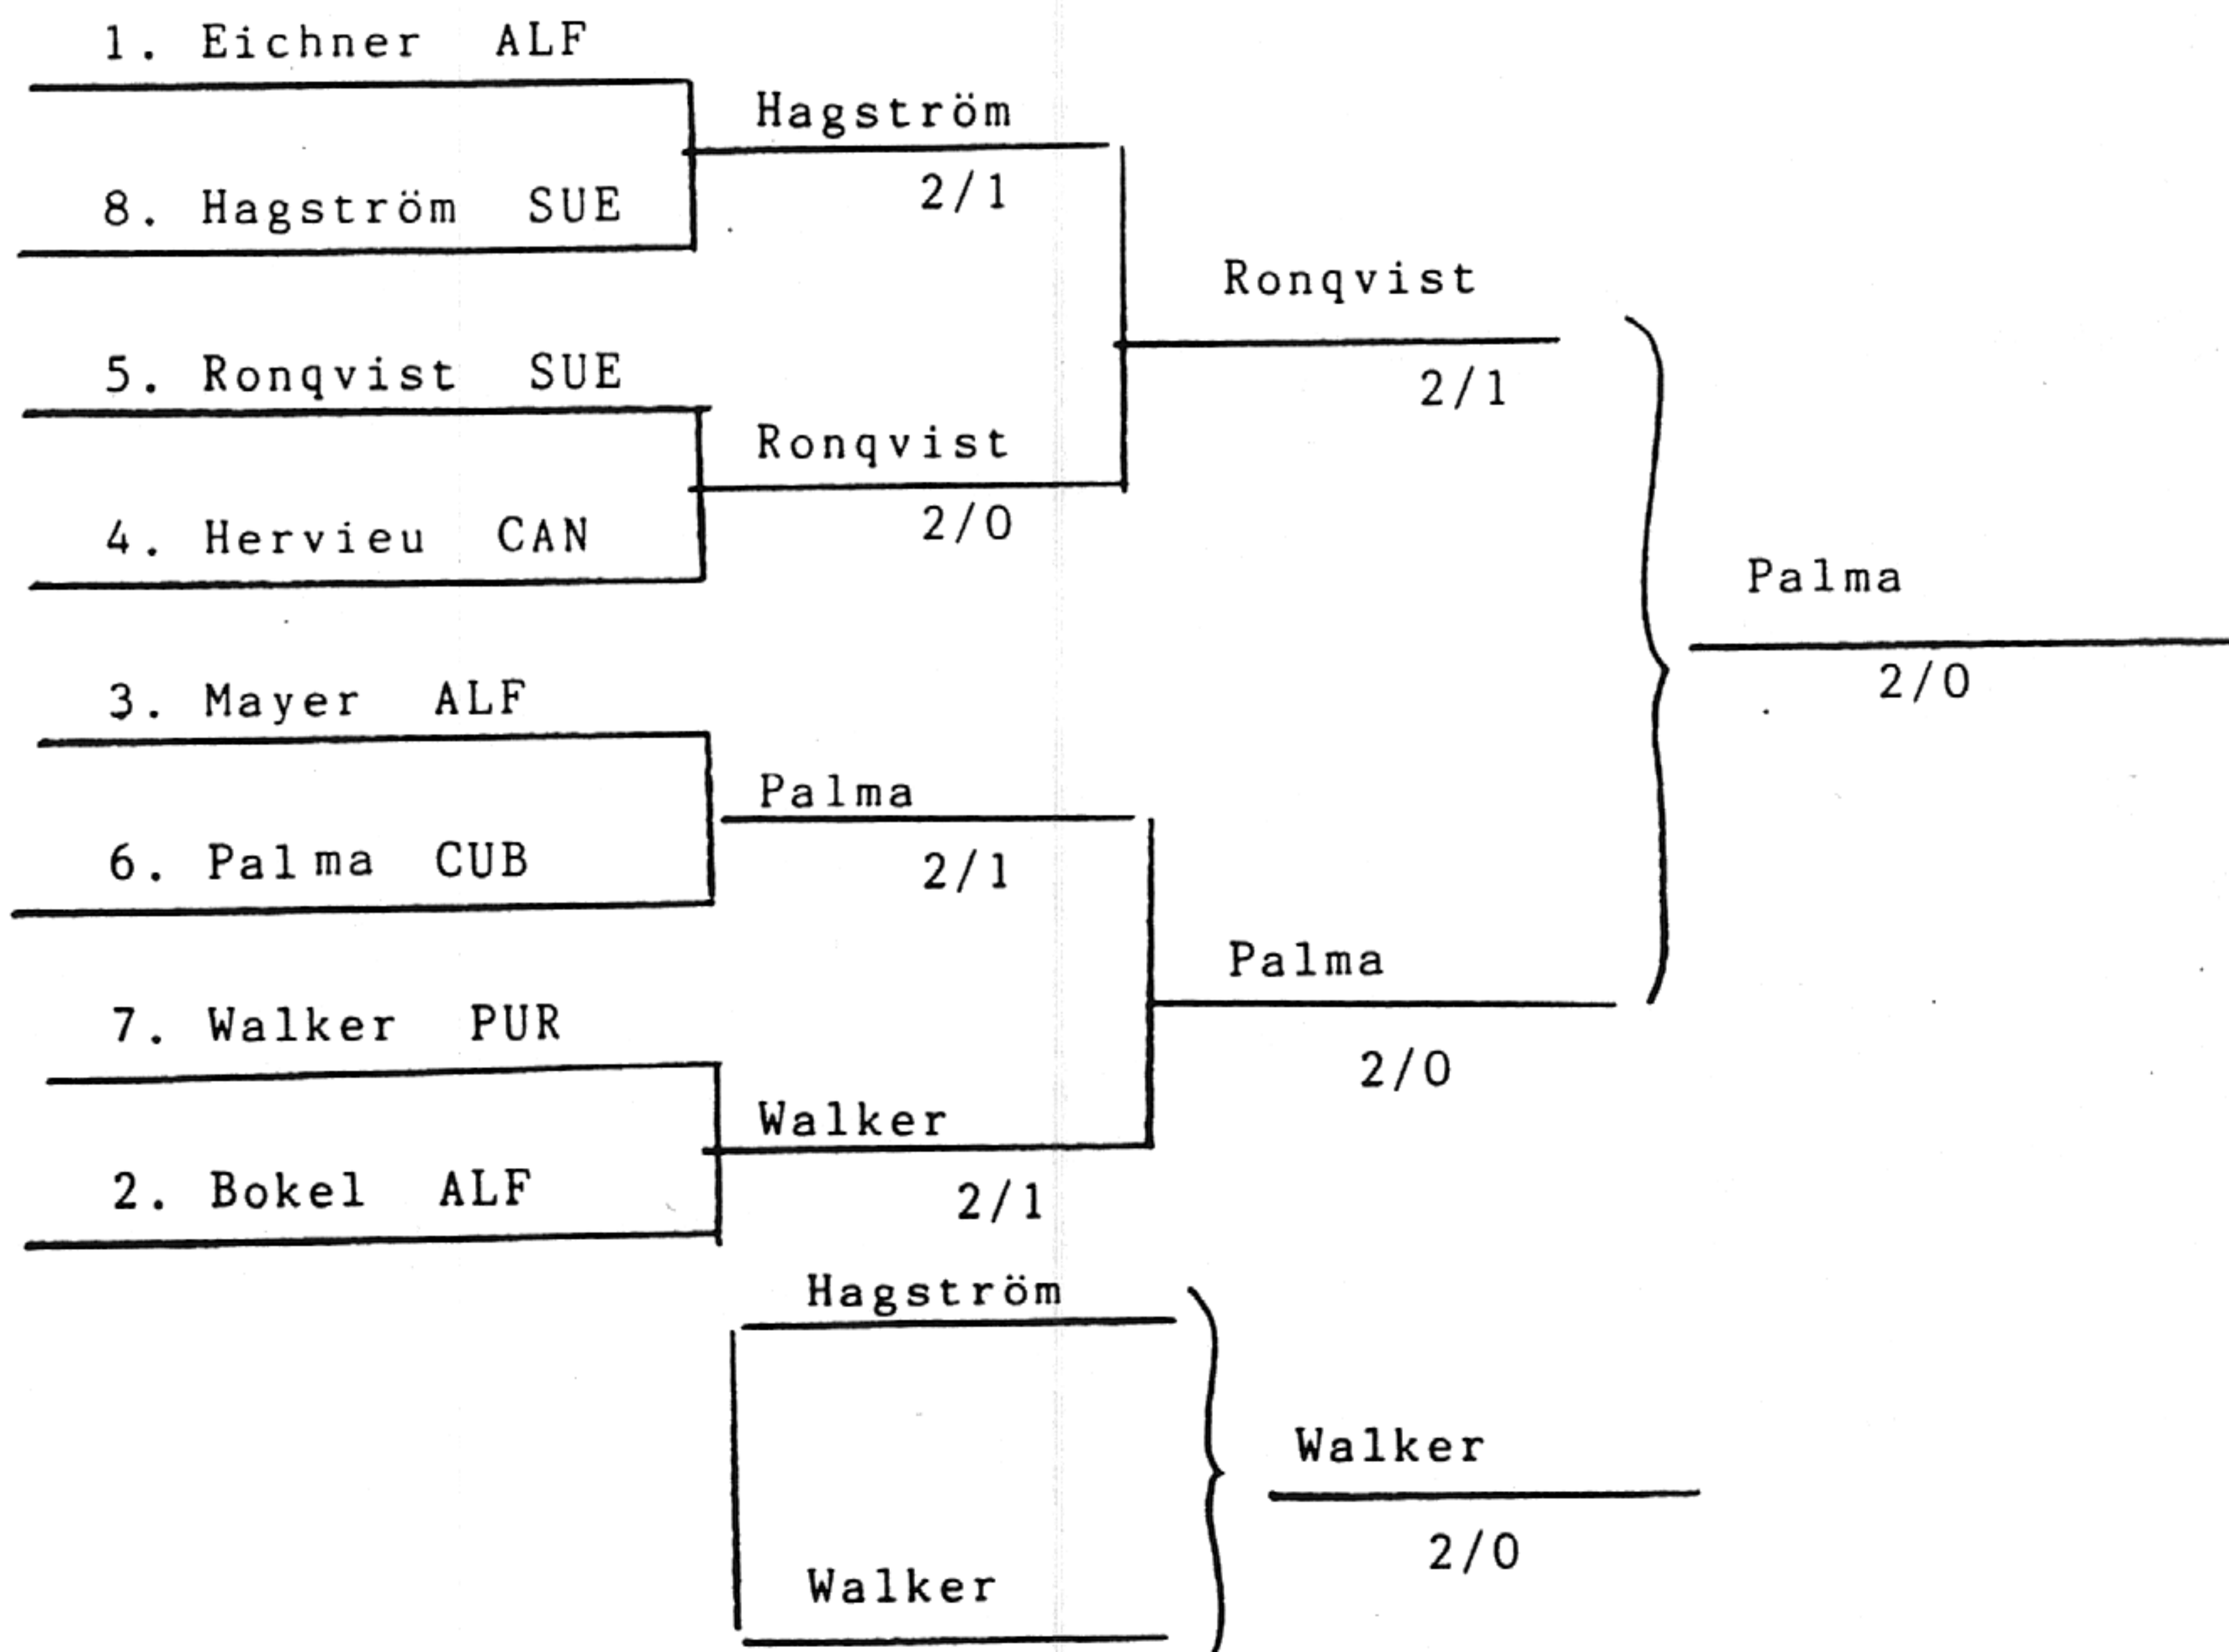 1. Eichner ALF
Hagström
2/1
8. Hagström SUE
Ronqvist
2/1
5. Ronqvist SUE
Ronqvist
2/0
4. Hervieu CAN
Palma
2/0
3. Mayer ALF
Palma
2/1
6. Palma CUB
Palma
2/0
7. Walker PUR
Walker
2/1
2. Bokel ALF
Hagström
Walker
2/0
Walker